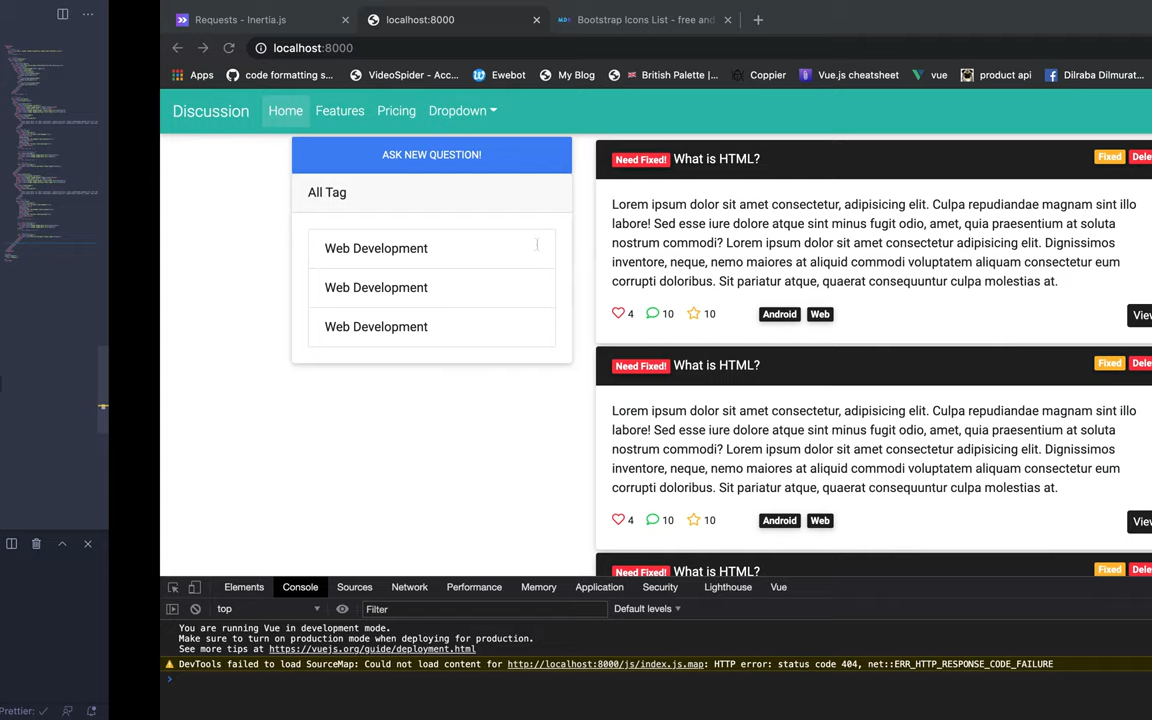 Requests - Inertia.js
localhost:8000
Bootstrap Icons List - free and
localhost:8000
Apps
code formatting s...
VideoSpider - Acc...
Ewebot
My Blog
British Palette |...
Coppier
Vue.js cheatsheet
vue
product api
Dilraba Dilmurat...
Discussion
Home
Features
Pricing
Dropdown
ASK NEW QUESTION!
All Tag
Web Development
Web Development
Web Development
Need Fixed! What is HTML?
Fixed
Dele
Lorem ipsum dolor sit amet consectetur, adipisicing elit. Culpa repudiandae magnam sint illo
labore! Sed esse iure dolore atque sint minus fugit odio, amet, quia praesentium at soluta
nostrum commodi? Lorem ipsum dolor sit amet consectetur adipisicing elit. Dignissimos
inventore, neque, nemo maiores at aliquid commodi voluptatem aliquam consectetur eum
corrupti doloribus. Sit pariatur atque, quaerat consequuntur culpa molestias at.
4
10
10
Android
Web
View
Need Fixed! What is HTML?
Fixed
Dele
Lorem ipsum dolor sit amet consectetur, adipisicing elit. Culpa repudiandae magnam sint illo
labore! Sed esse iure dolore atque sint minus fugit odio, amet, quia praesentium at soluta
nostrum commodi? Lorem ipsum dolor sit amet consectetur adipisicing elit. Dignissimos
inventore, neque, nemo maiores at aliquid commodi voluptatem aliquam consectetur eum
corrupti doloribus. Sit pariatur atque, quaerat consequuntur culpa molestias at.
4
10
10
Android
Web
View
Need Fixed! What is HTML?
Fixed
Dele
Elements
Console
Sources
Network
Performance
Memory
Application
Security
Lighthouse
Vue
top
Filter
Default levels
You are running Vue in development mode.
Make sure to turn on production mode when deploying for production.
See more tips at https://vuejs.org/guide/deployment.html
DevTools failed to load SourceMap: Could not load content for http://localhost:8000/js/index.js.map: HTTP error: status code 404, net::ERR_HTTP_RESPONSE_CODE_FAILURE
Prettier: ✓